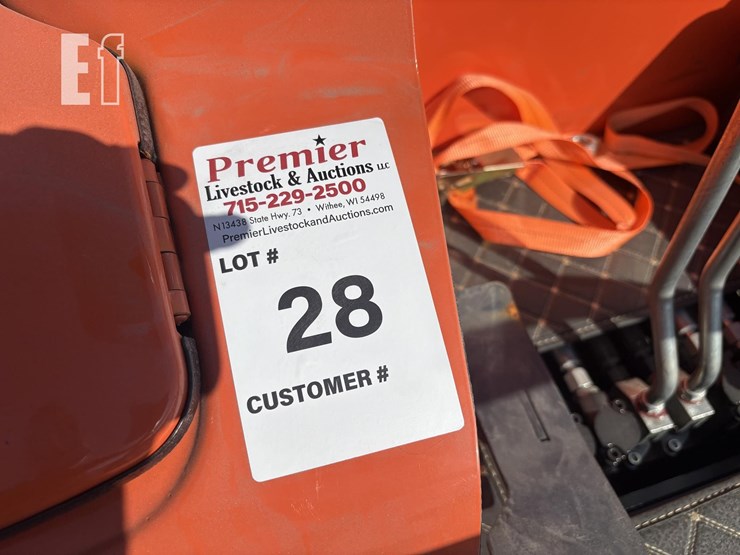 Ef
Premier
Livestock & Auctions LLC
715-229-2500
N13438 State Hwy. 73 • Withee, WI 54498
PremierLivestockandAuctions.com
LOT #
28
CUSTOMER #